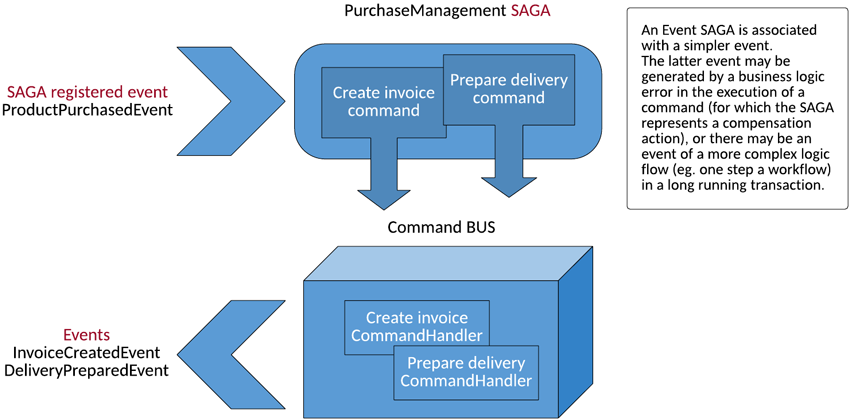 PurchaseManagement SAGA
SAGA registered event
ProductPurchasedEvent
Create invoice
command
Prepare delivery
command
An Event SAGA is associated
with a simpler event.
The latter event may be
generated by a business logic
error in the execution of a
command (for which the SAGA
represents a compensation
action), or there may be an
event of a more complex logic
flow (eg. one step a workflow)
in a long running transaction.
Command BUS
Events
InvoiceCreatedEvent
DeliveryPreparedEvent
Create invoice
CommandHandler
Prepare delivery
CommandHandler